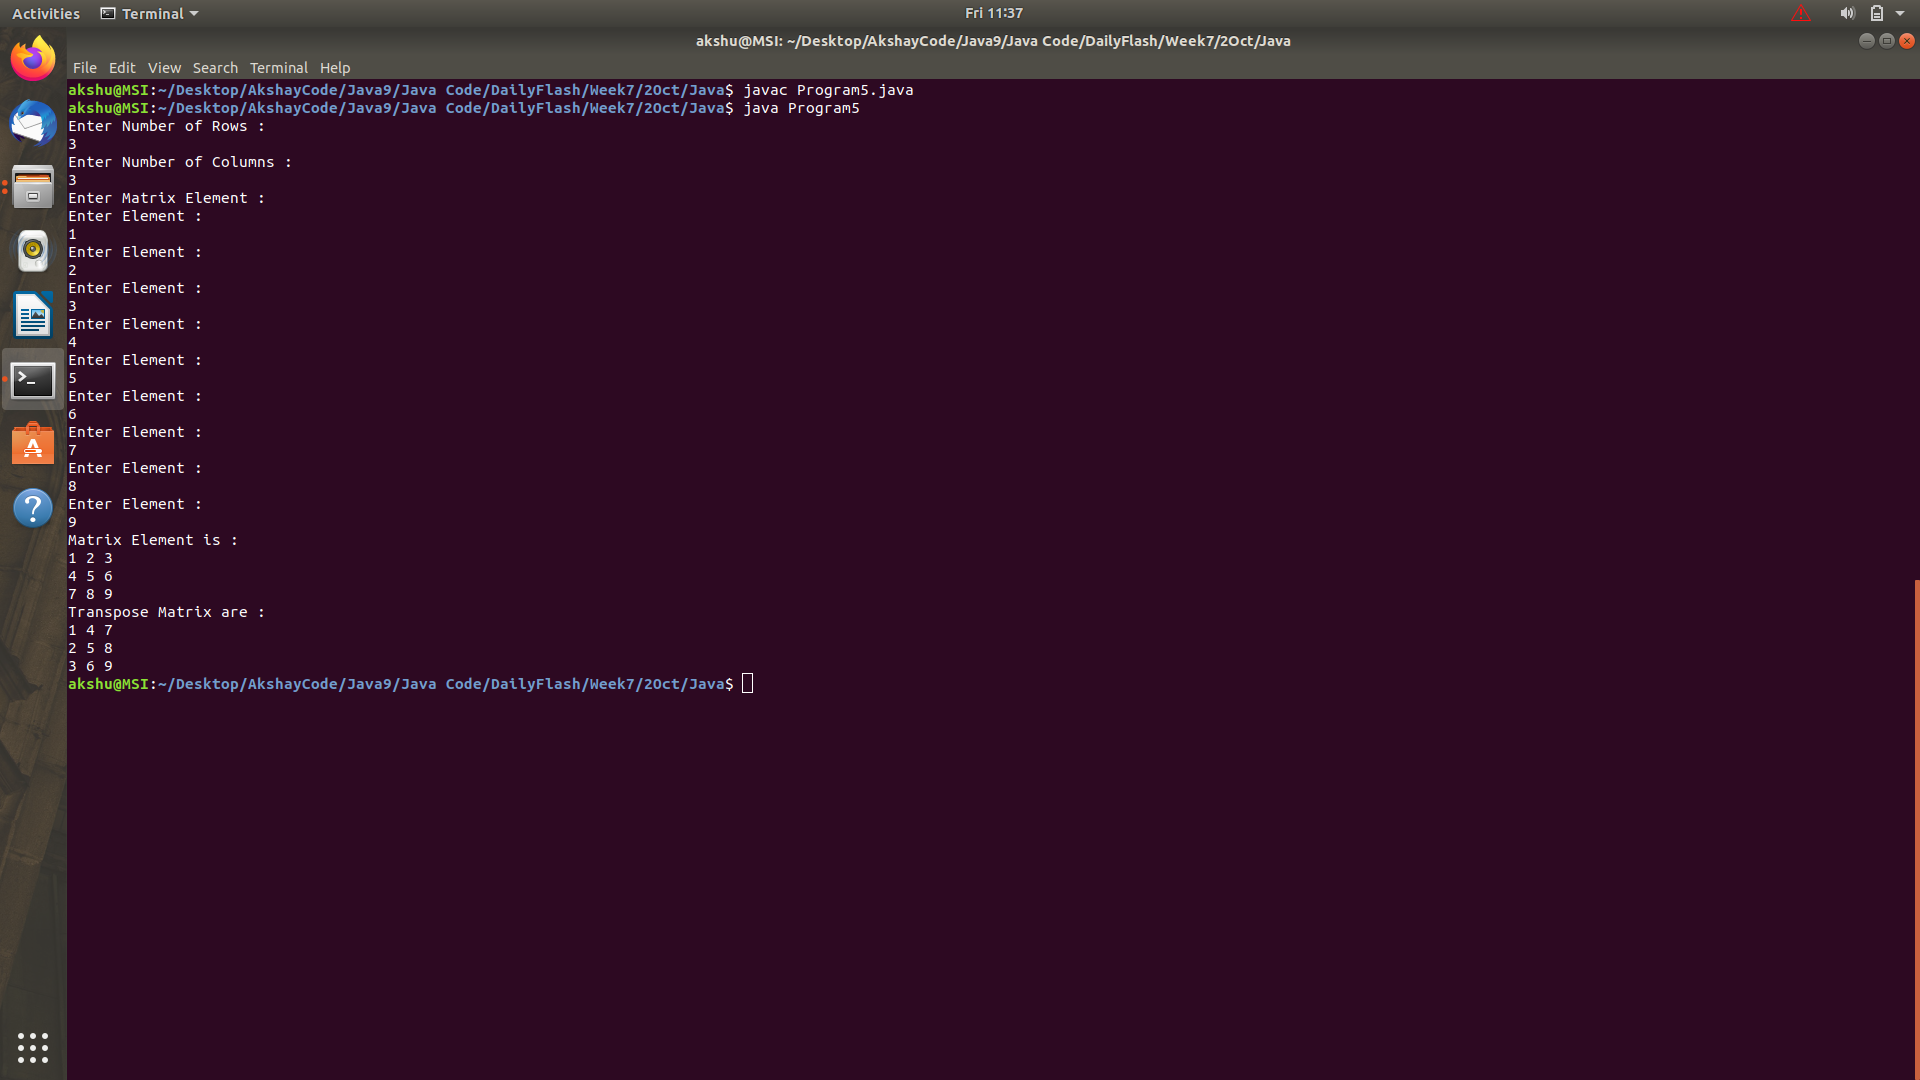 Activities Terminal Fri 11:37
akshu@MSI: ~/Desktop/AkshayCode/Java9/Java Code/DailyFlash/Week7/2Oct/Java
File Edit View Search Terminal Help
akshu@MSI:~/Desktop/AkshayCode/Java9/Java Code/DailyFlash/Week7/2Oct/Java$ javac Program5.java
akshu@MSI:~/Desktop/AkshayCode/Java9/Java Code/DailyFlash/Week7/2Oct/Java$ java Program5
Enter Number of Rows :
3
Enter Number of Columns :
3
Enter Matrix Element :
Enter Element :
1
Enter Element :
2
Enter Element :
3
Enter Element :
4
Enter Element :
5
Enter Element :
6
Enter Element :
7
Enter Element :
8
Enter Element :
9
Matrix Element is :
1 2 3
4 5 6
7 8 9
Transpose Matrix are :
1 4 7
2 5 8
3 6 9
akshu@MSI:~/Desktop/AkshayCode/Java9/Java Code/DailyFlash/Week7/2Oct/Java$